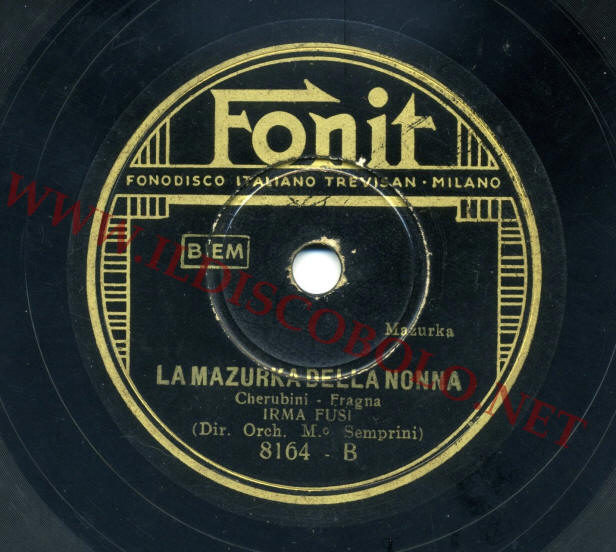 Fonit
FONODISCO ITALIANO TREVISAN · MILANO
BIEM
Mazurka
LA MAZURKA DELLA NONNA
Cherubini - Fragna
IRMA FUSI
(Dir. Orch. M.o Semprini)
8164 - B
WWW.ILDISCOBOLO.NET